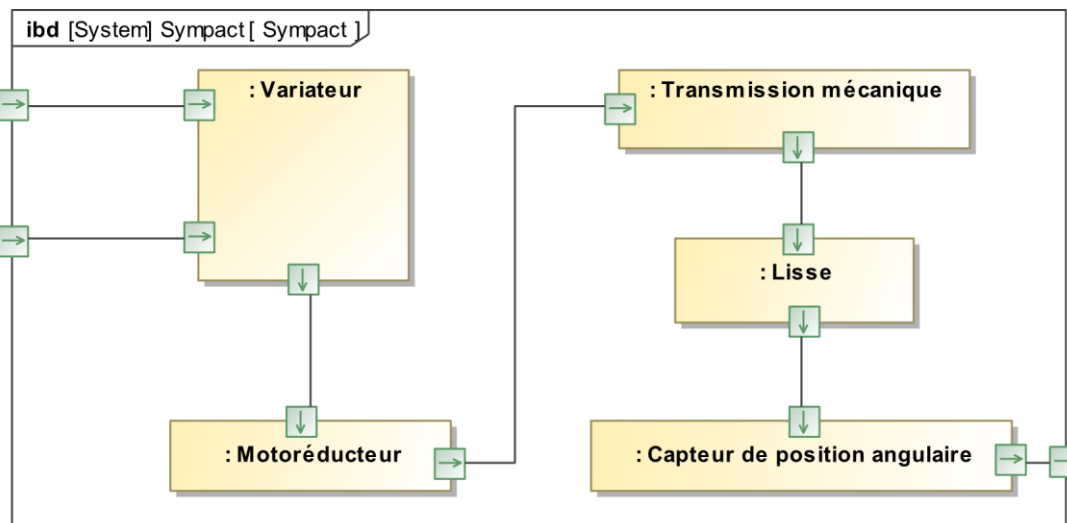 ibd [System] Sympact [ Sympact ]
: Variateur
: Transmission mécanique
: Lisse
: Motoréducteur
: Capteur de position angulaire